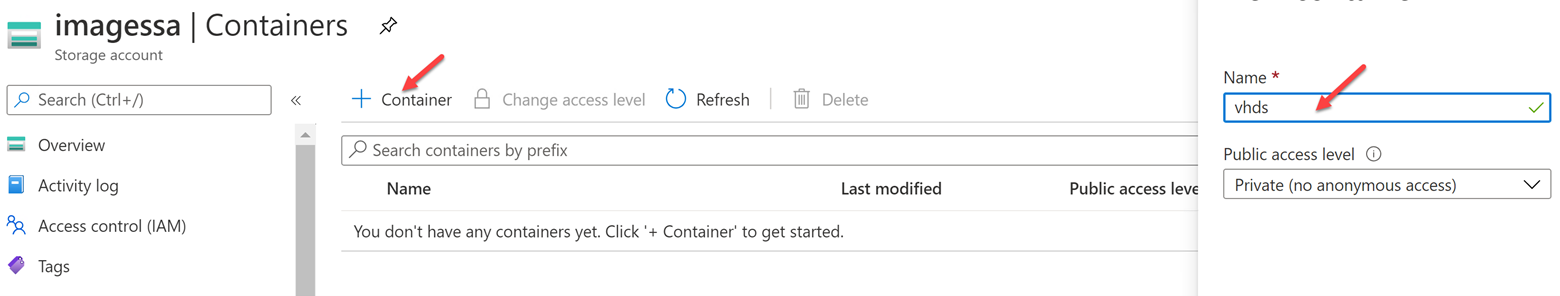 imagessa | Containers
Storage account
Search (Ctrl+/)
«
Overview
Activity log
Access control (IAM)
Tags
+ Container
Change access level
Refresh
Delete
Search containers by prefix
Name
Last modified
Public access leve
You don't have any containers yet. Click '+ Container' to get started.
Name *
vhds
Public access level
Private (no anonymous access)